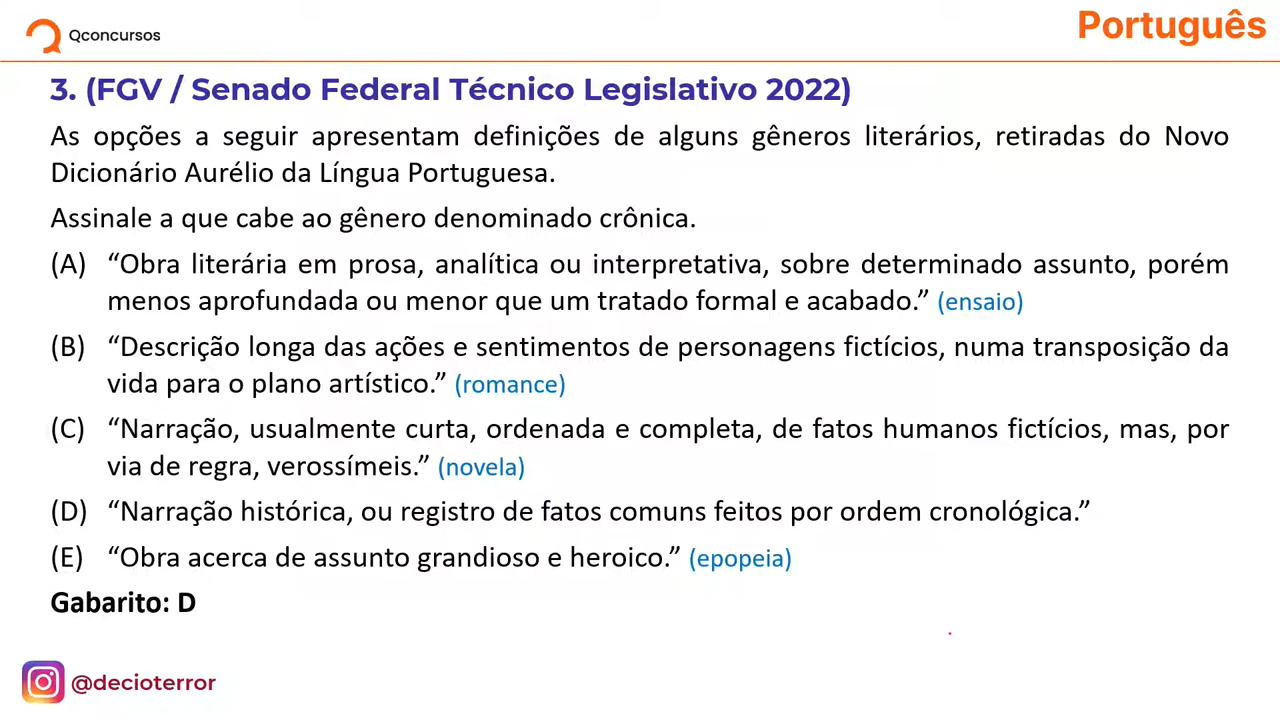 Qconcursos
Português
3. (FGV / Senado Federal Técnico Legislativo 2022)
As opções a seguir apresentam definições de alguns gêneros literários, retiradas do Novo
Dicionário Aurélio da Língua Portuguesa.
Assinale a que cabe ao gênero denominado crônica.
(A) “Obra literária em prosa, analítica ou interpretativa, sobre determinado assunto, porém
menos aprofundada ou menor que um tratado formal e acabado.” (ensaio)
(B) “Descrição longa das ações e sentimentos de personagens fictícios, numa transposição da
vida para o plano artístico.” (romance)
(C) “Narração, usualmente curta, ordenada e completa, de fatos humanos fictícios, mas, por
via de regra, verossímeis.” (novela)
(D) “Narração histórica, ou registro de fatos comuns feitos por ordem cronológica.”
(E) “Obra acerca de assunto grandioso e heroico.” (epopeia)
Gabarito: D
@decioterror